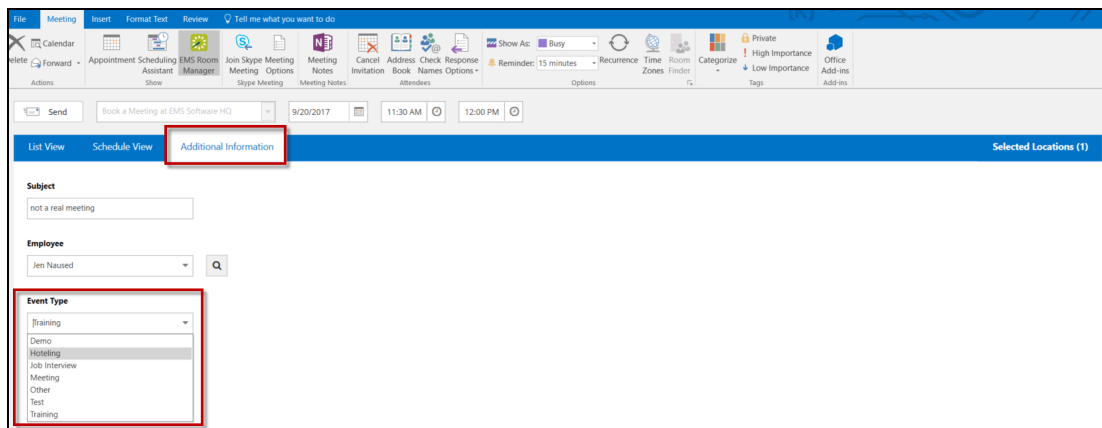 File Meeting Insert Format Text Review Tell me what you want to do
Calendar
elete Forward
Actions
Appointment Scheduling Assistant EMS Room Manager
Show
Join Skype Meeting Meeting Options
Skype Meeting
Meeting Notes
Meeting Notes
Cancel Invitation Address Book Check Names Response Options
Attendees
Show As: Busy
Reminder: 15 minutes
Recurrence Time Zones Room Finder
Options
Categorize
Private
High Importance
Low Importance
Tags
Office Add-ins
Add-ins
Send Book a Meeting at EMS Software HQ 9/20/2017 11:30 AM 12:00 PM
List View Schedule View Additional Information Selected Locations (1)
Subject
not a real meeting
Employee
Jen Naused
Event Type
Training
Demo
Hoteling
Job Interview
Meeting
Other
Test
Training